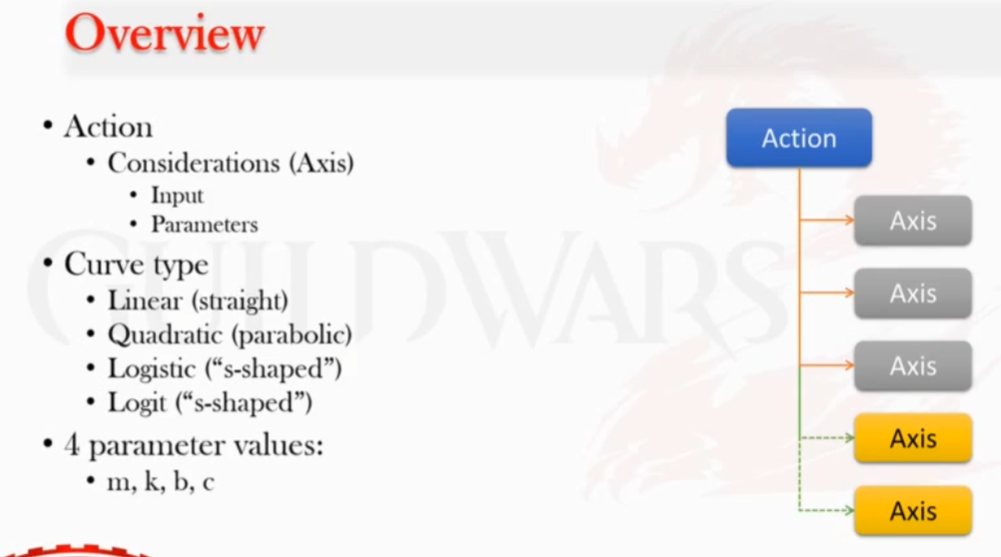 Overview
• Action
• Considerations (Axis)
• Input
• Parameters
• Curve type
• Linear (straight)
• Quadratic (parabolic)
• Logistic (“s-shaped”)
• Logit (“s-shaped”)
• 4 parameter values:
• m, k, b, c
Action
Axis
Axis
Axis
Axis
Axis
GUILDWARS